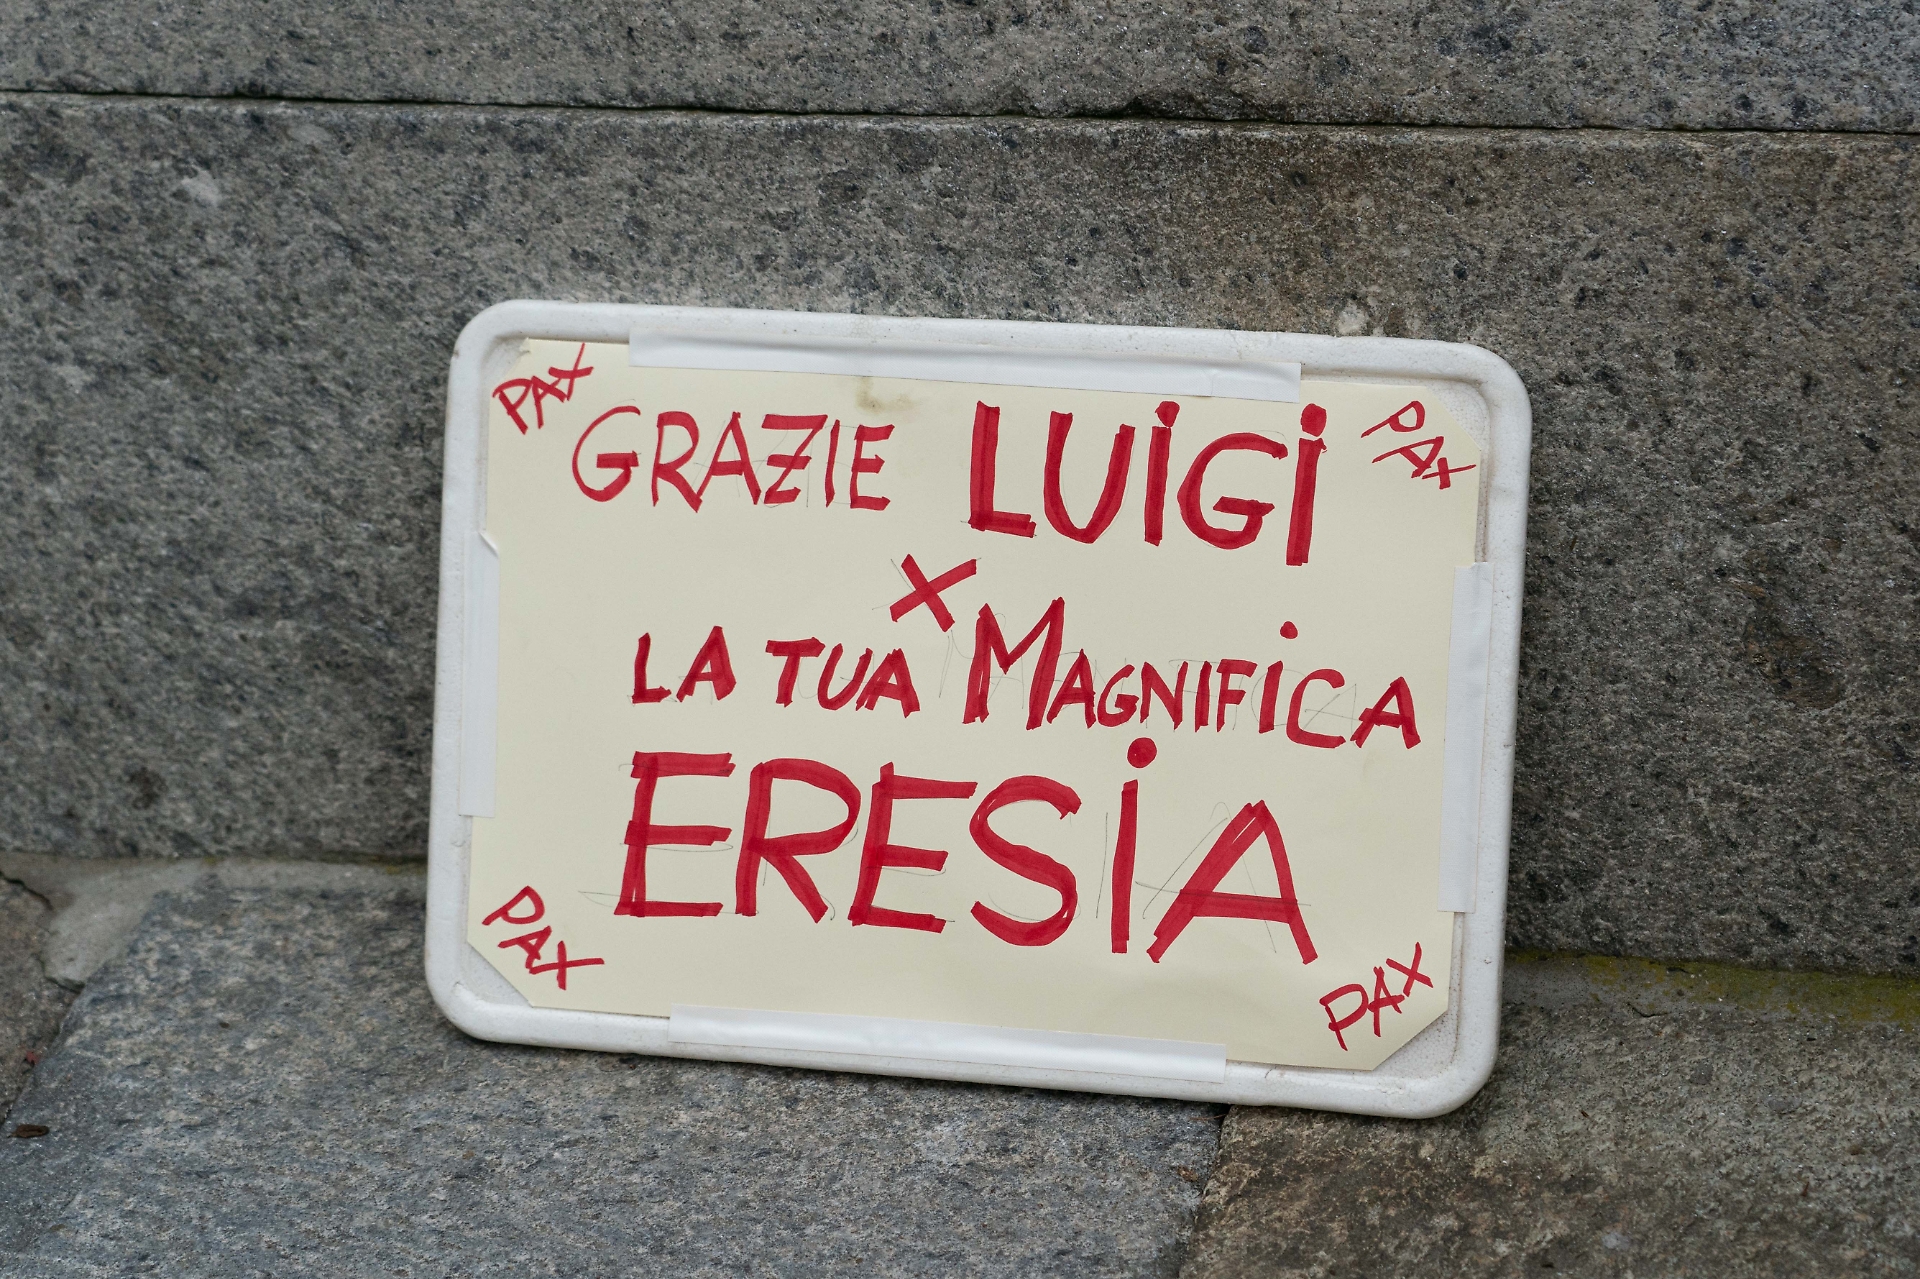 PAX
GRAZIE LUiGi
PAX
X
LA TUA MAGNIFiCA
ERESiA
PAX
PAX